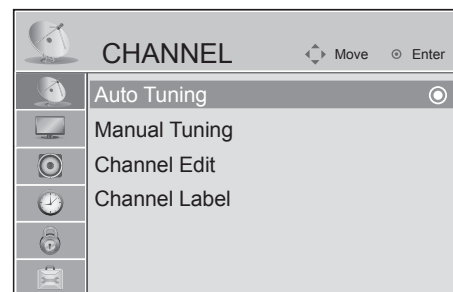 CHANNEL Move Enter
Auto Tuning
Manual Tuning
Channel Edit
Channel Label